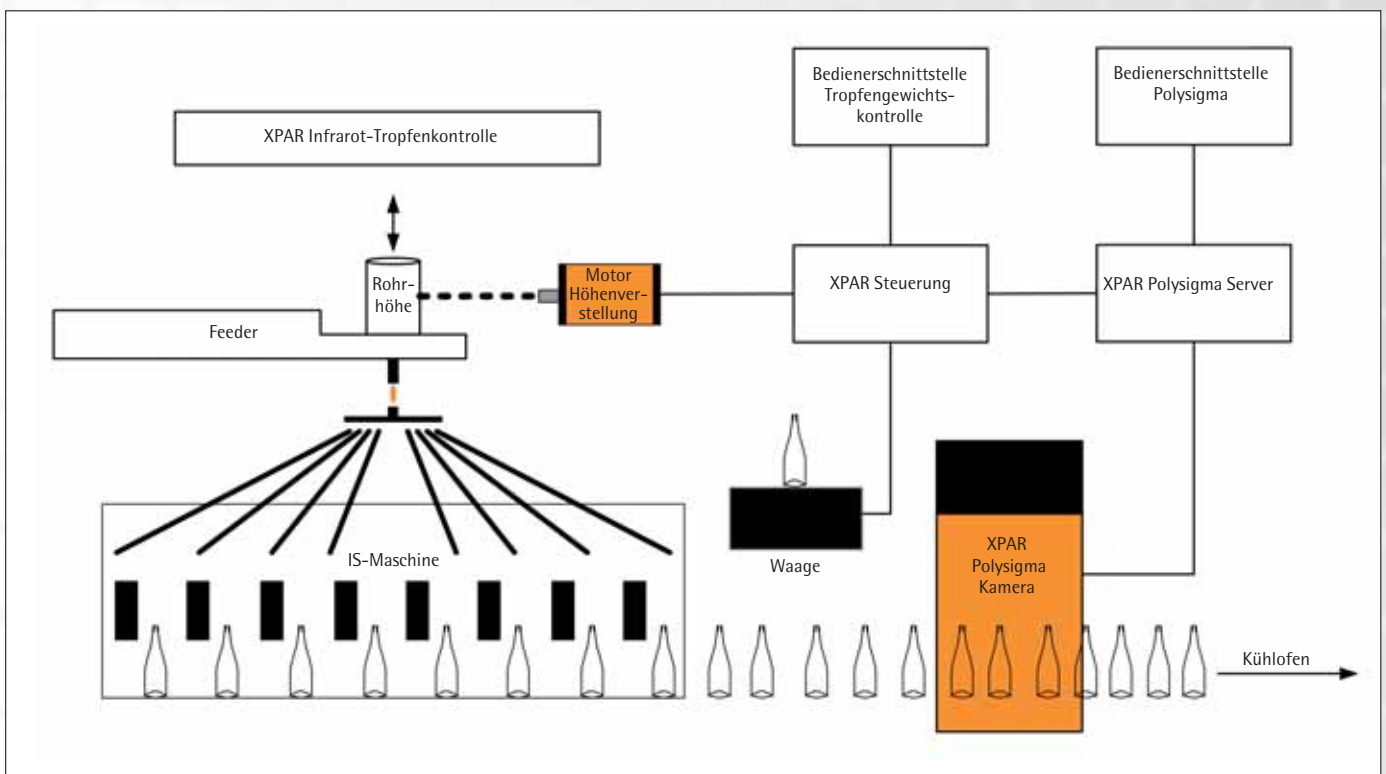 XPAR Infrarot-Tropfenkontrolle
Bedienerschnittstelle
Tropfengewichts-
kontrolle
Bedienerschnittstelle
Polysigma
Rohr-
höhe
Motor
Höhenver-
stellung
XPAR Steuerung
XPAR Polysigma Server
Feeder
IS-Maschine
Waage
XPAR
Polysigma
Kamera
Kühlofen